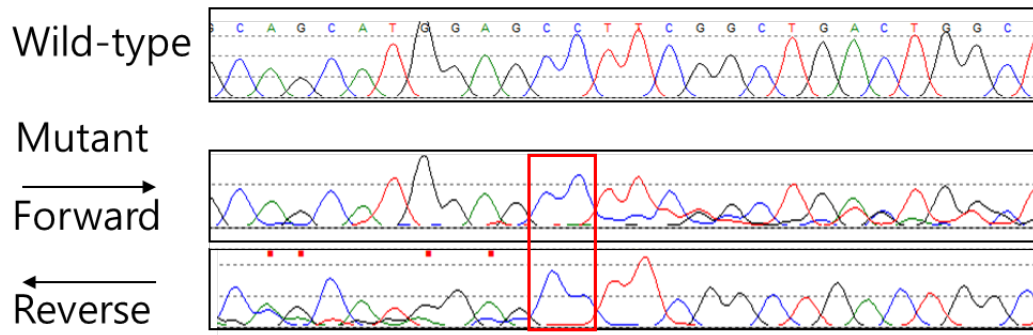 C A G C A T G G A G C C T T C G G C T G A C T G G C
Wild-type
Mutant
Forward
Reverse